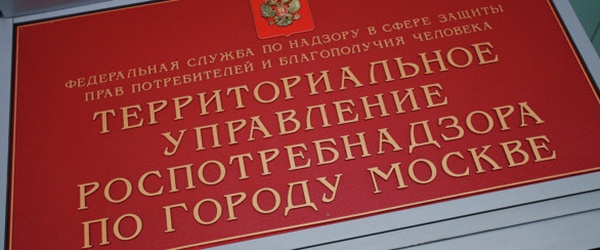 ФЕДЕРАЛЬНАЯ СЛУЖБА ПО НАДЗОРУ В СФЕРЕ ЗАЩИТЫ
ПРАВ ПОТРЕБИТЕЛЕЙ И БЛАГОПОЛУЧИЯ ЧЕЛОВЕКА
ТЕРРИТОРИАЛЬНОЕ
УПРАВЛЕНИЕ
РОСПОТРЕБНАДЗОРА
ПО ГОРОДУ МОСКВЕ